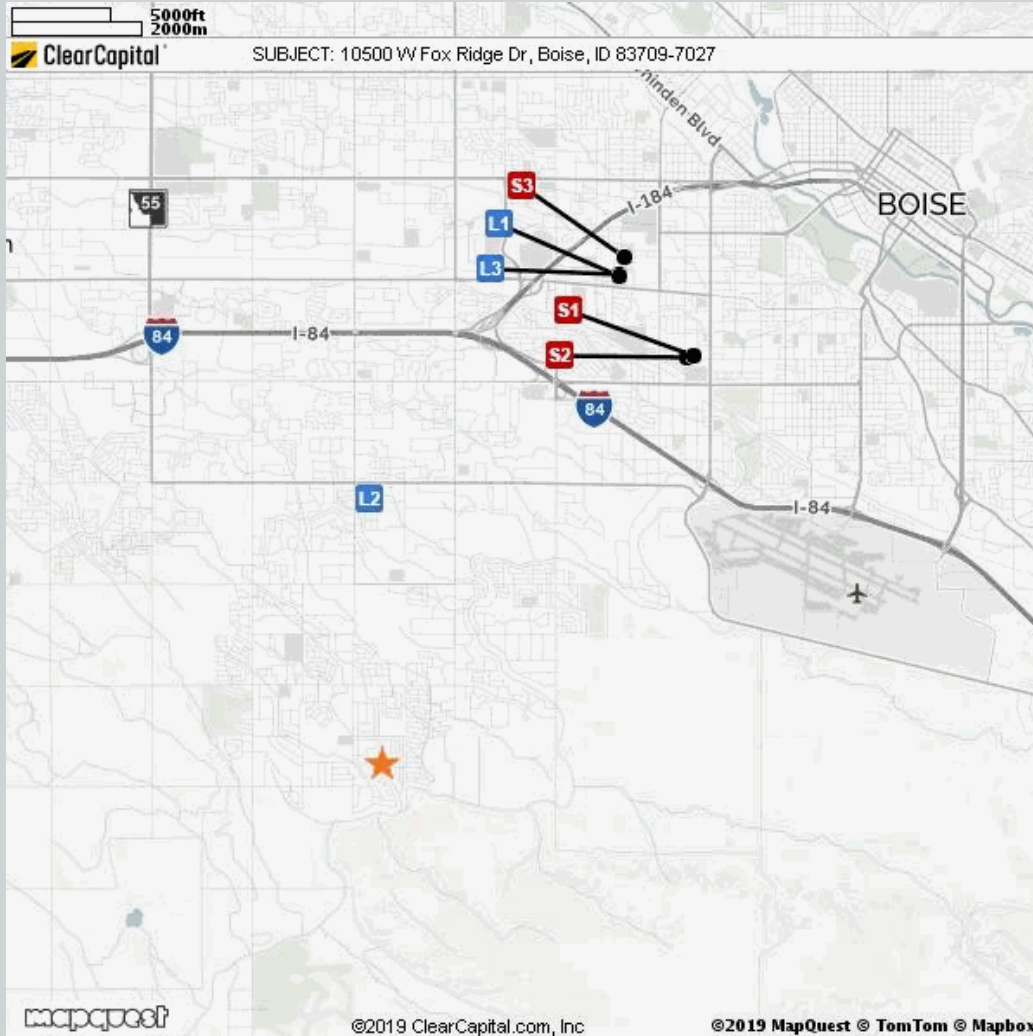 5000ft
2000m
ClearCapital
SUBJECT: 10500 W Fox Ridge Dr, Boise, ID 83709-7027
hinden Blvd
S3
I-184
55
BOISE
L1
L3
S1
84
I-84
S2
84
L2
I-84
mapquest
©2019 ClearCapital.com, Inc
©2019 MapQuest © TomTom © Mapbox